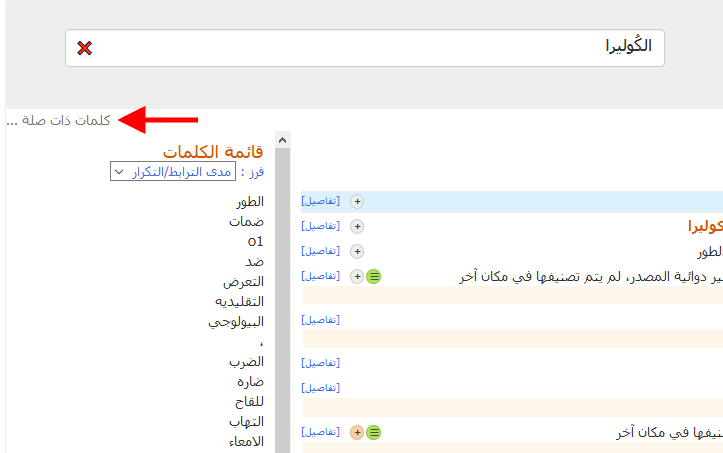 الكُوليرا
كلمات ذات صلة ...
قائمة الكلمات
فرز : مدى الترابط/التكرار
الطور
ضمات
o1
ضد
التعرض
التقليديه
البيولوجي
،
الضرب
ضاره
للقاح
التهاب
الامعاء
[تفاصيل]
كوليرا [تفاصيل]
الطور [تفاصيل]
ير دوائية المصدر، لم يتم تصنيفها في مكان آخر [تفاصيل]
[تفاصيل]
[تفاصيل]
[تفاصيل]
نيفها في مكان آخر [تفاصيل]